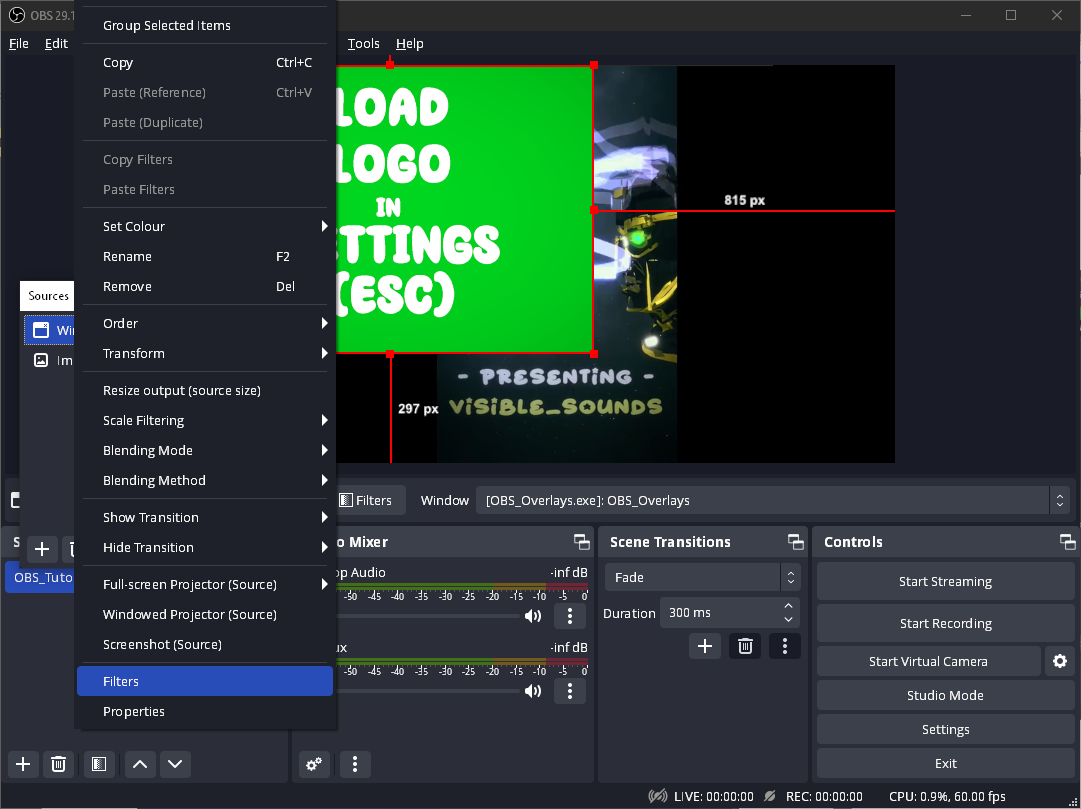 OBS 29.1
File
Edit
Tools
Help
Group Selected Items
Copy Ctrl+C
Paste (Reference) Ctrl+V
Paste (Duplicate)
Copy Filters
Paste Filters
Set Colour
Rename F2
Remove Del
Order
Transform
Resize output (source size)
Scale Filtering
Blending Mode
Blending Method
Show Transition
Hide Transition
Full-screen Projector (Source)
Windowed Projector (Source)
Screenshot (Source)
Filters
Properties
Sources
Wi
Im
LOAD
LOGO
IN
TTINGS
(ESC)
815 px
297 px
- PRESENTING -
VISIBLE_SOUNDS
Filters
Window
[OBS_Overlays.exe]: OBS_Overlays
S
OBS_Tuto
o Mixer
op Audio -inf dB
-50 -45 -40 -35 -30 -25 -20 -15 -10 -5 0
ux -inf dB
-50 -45 -40 -35 -30 -25 -20 -15 -10 -5 0
Scene Transitions
Fade
Duration 300 ms
Controls
Start Streaming
Start Recording
Start Virtual Camera
Studio Mode
Settings
Exit
LIVE: 00:00:00
REC: 00:00:00
CPU: 0.9%, 60.00 fps